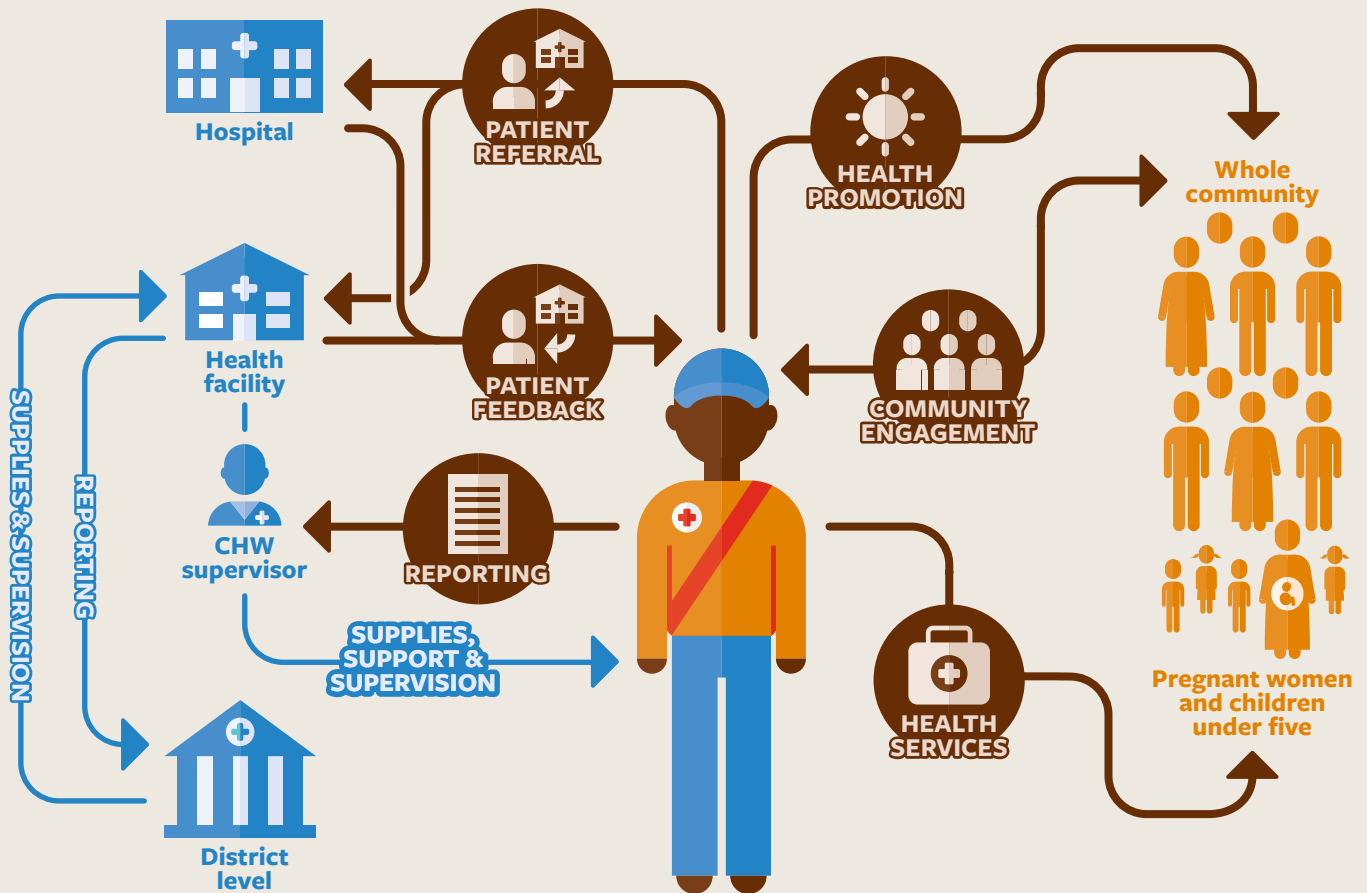 Hospital
PATIENT
REFERRAL
HEALTH
PROMOTION
Whole
community
Health
facility
PATIENT
FEEDBACK
COMMUNITY
ENGAGEMENT
SUPPLIES & SUPERVISION
REPORTING
CHW
supervisor
REPORTING
SUPPLIES,
SUPPORT &
SUPERVISION
HEALTH
SERVICES
Pregnant women
and children
under five
District
level